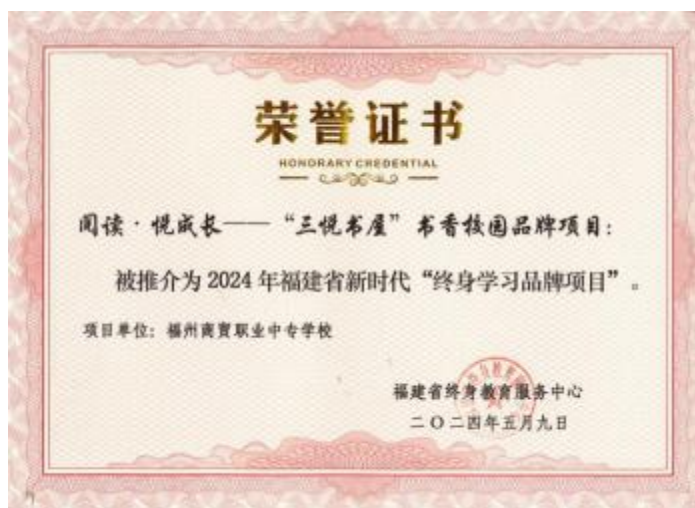 荣誉证书
HONORARY CREDENTIAL
阅读·悦成长——“三悦书屋”书香校园品牌项目：
被推介为2024年福建省新时代“终身学习品牌项目”。
项目单位：福州商贸职业中专学校
福建省终身教育服务中心
二〇二四年五月九日